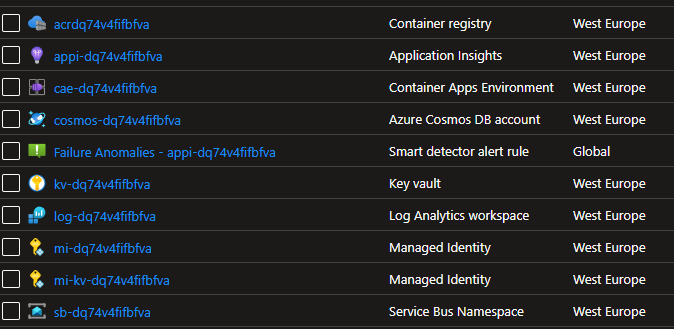 acrdq74v4fifbfva Container registry West Europe
appi-dq74v4fifbfva Application Insights West Europe
cae-dq74v4fifbfva Container Apps Environment West Europe
cosmos-dq74v4fifbfva Azure Cosmos DB account West Europe
Failure Anomalies - appi-dq74v4fifbfva Smart detector alert rule Global
kv-dq74v4fifbfva Key vault West Europe
log-dq74v4fifbfva Log Analytics workspace West Europe
mi-dq74v4fifbfva Managed Identity West Europe
mi-kv-dq74v4fifbfva Managed Identity West Europe
sb-dq74v4fifbfva Service Bus Namespace West Europe